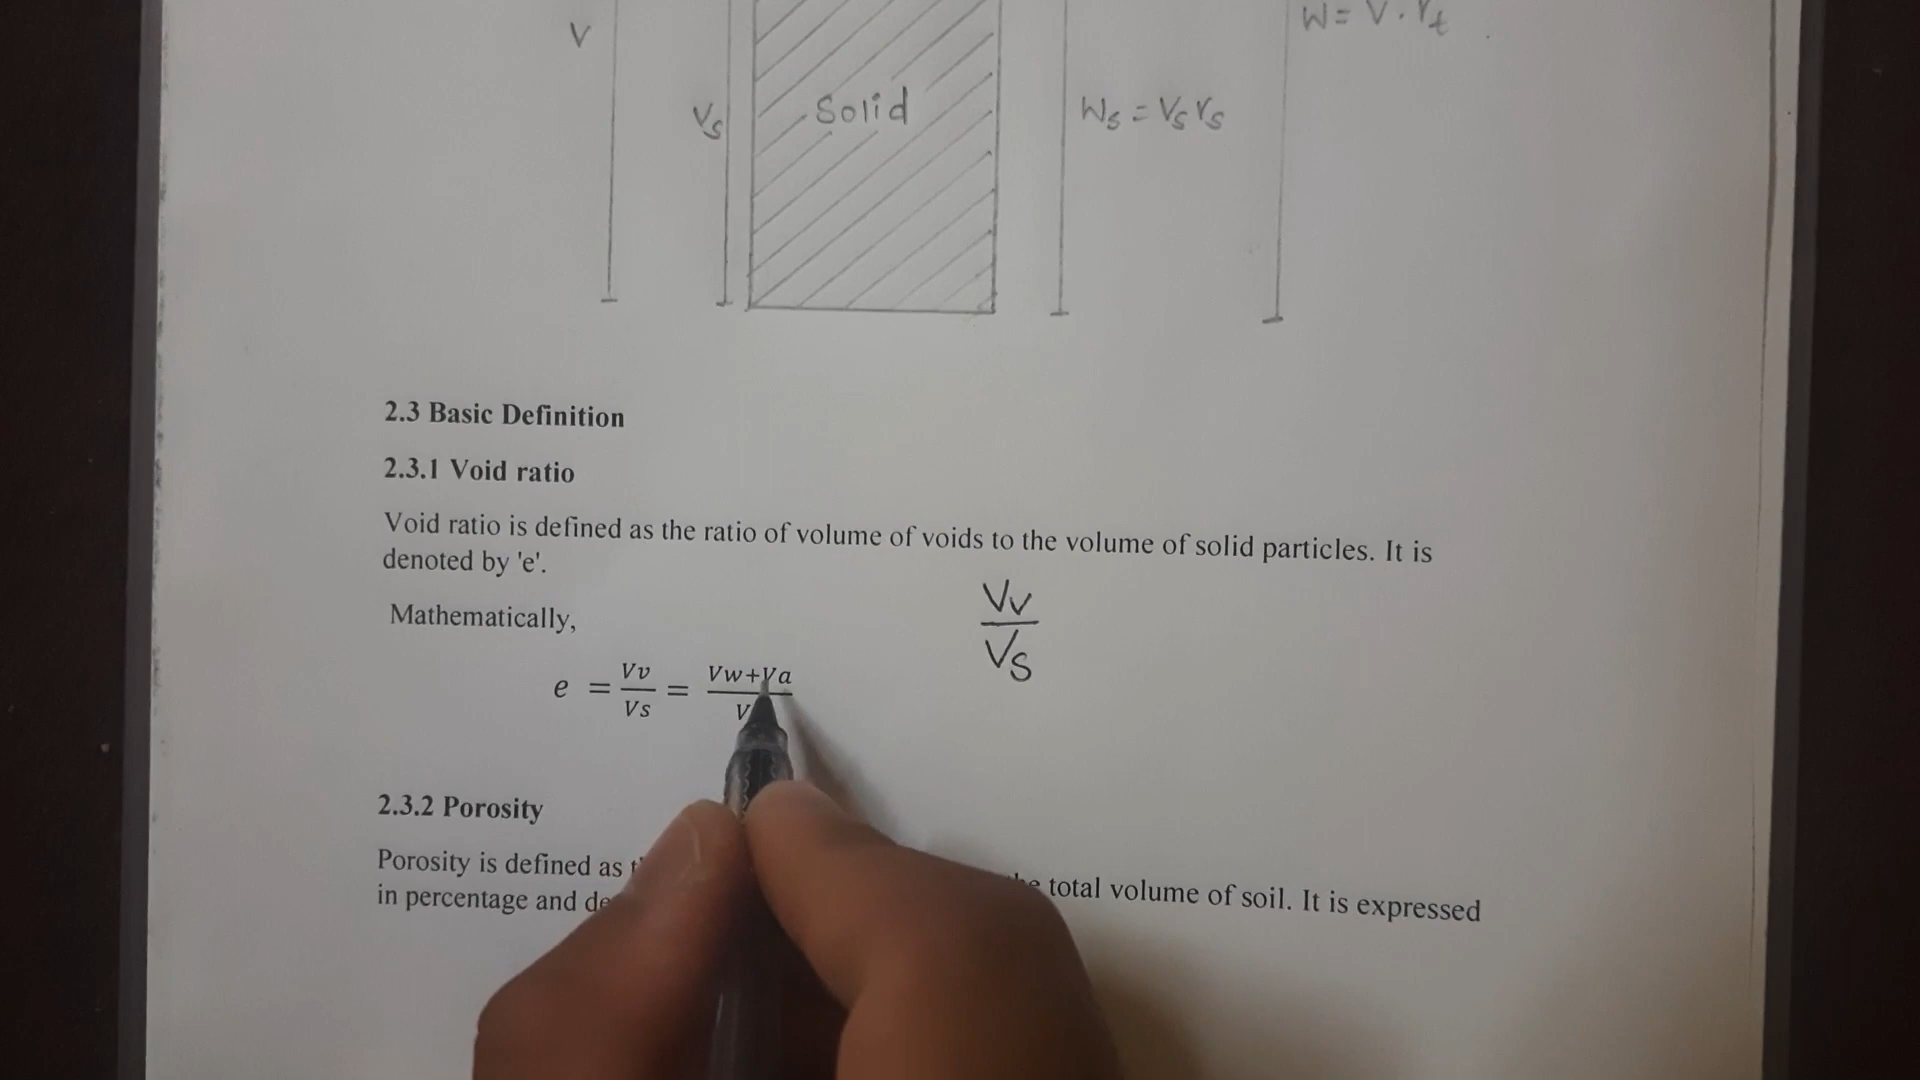 V
W = V . γt
Vs
Solid
Ws = Vs γs
2.3 Basic Definition
2.3.1 Void ratio
Void ratio is defined as the ratio of volume of voids to the volume of solid particles. It is
denoted by 'e'.
Vv
Vs
Mathematically,
e = Vv/Vs = Vw+Va/V
2.3.2 Porosity
Porosity is defined as total volume of soil. It is expressed
in percentage and